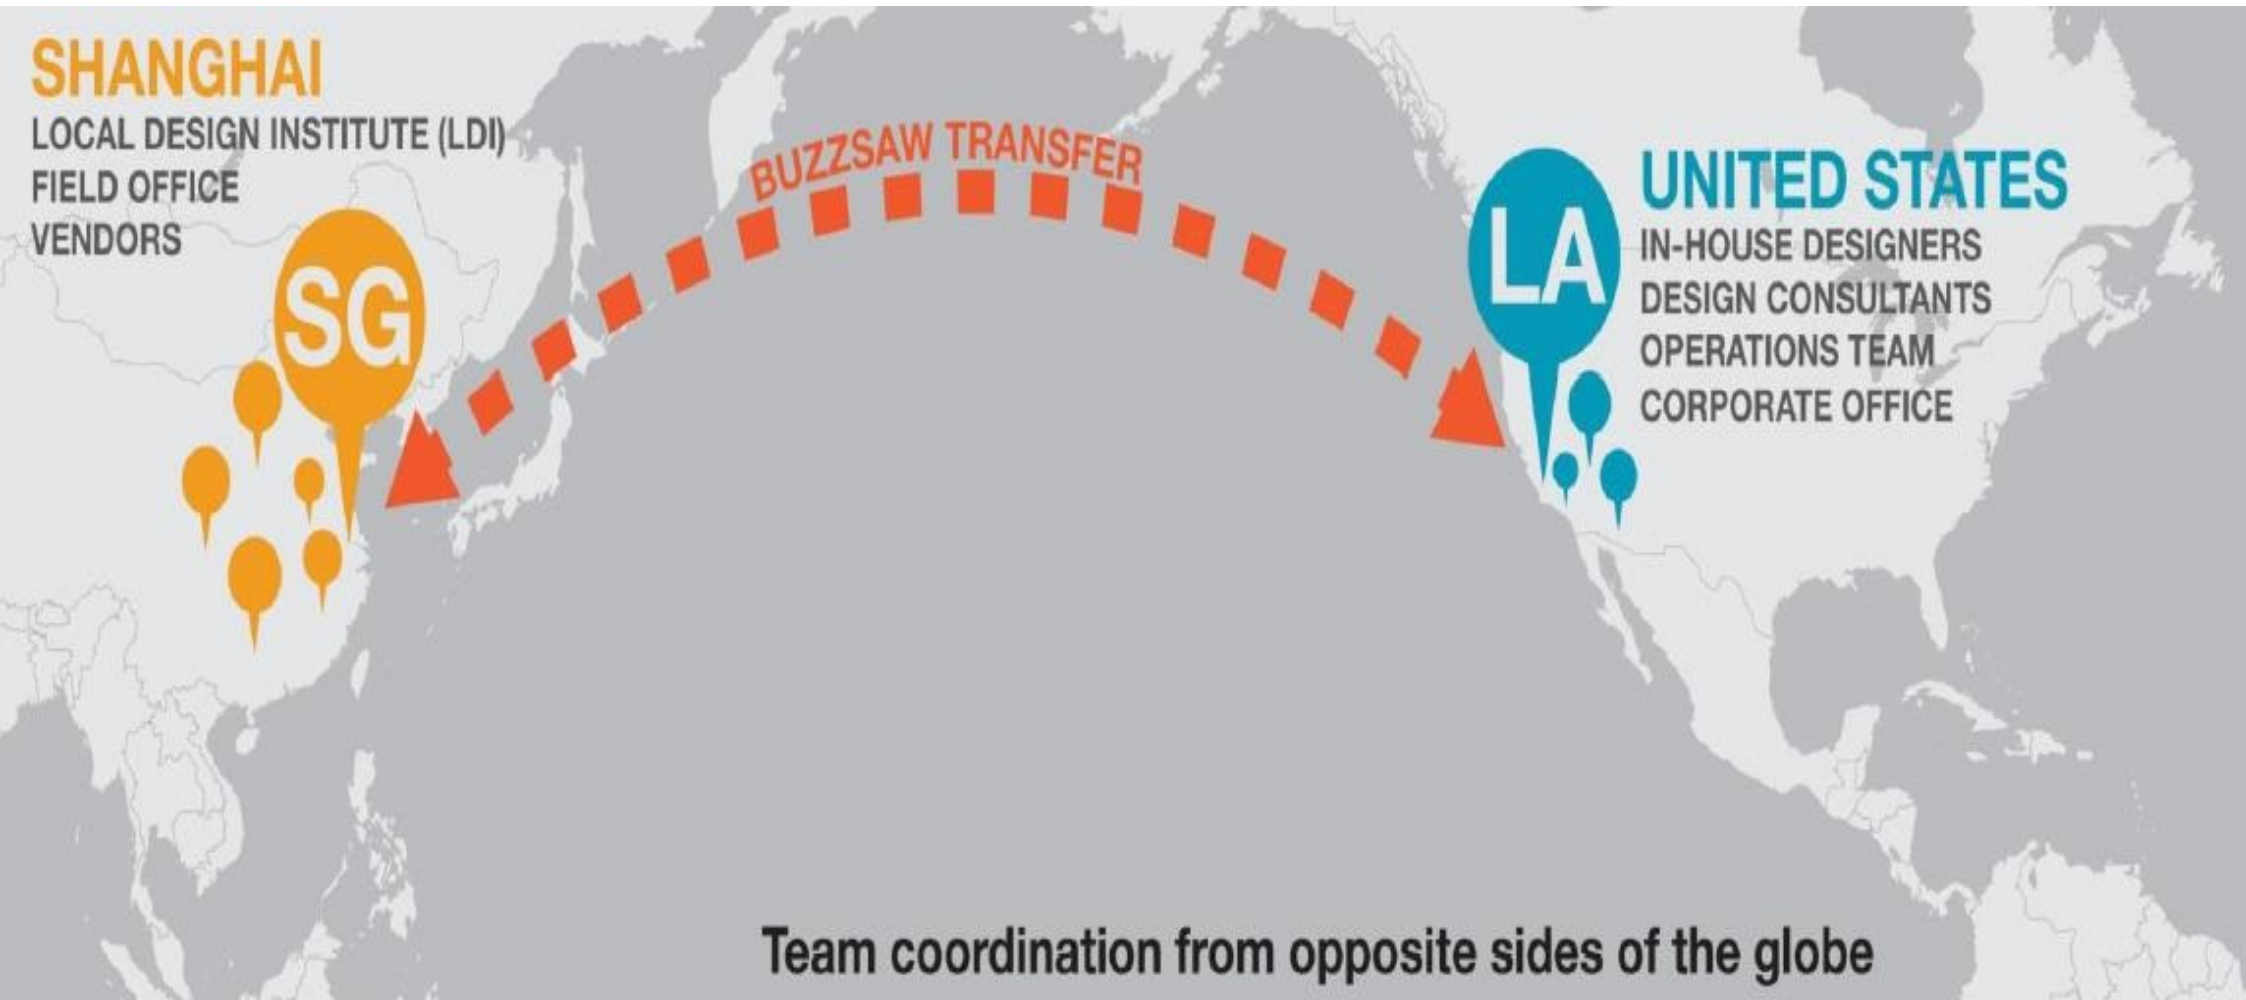 SHANGHAI
LOCAL DESIGN INSTITUTE (LDI)
FIELD OFFICE
VENDORS
SG
BUZZSAW TRANSFER
LA
UNITED STATES
IN-HOUSE DESIGNERS
DESIGN CONSULTANTS
OPERATIONS TEAM
CORPORATE OFFICE
Team coordination from opposite sides of the globe